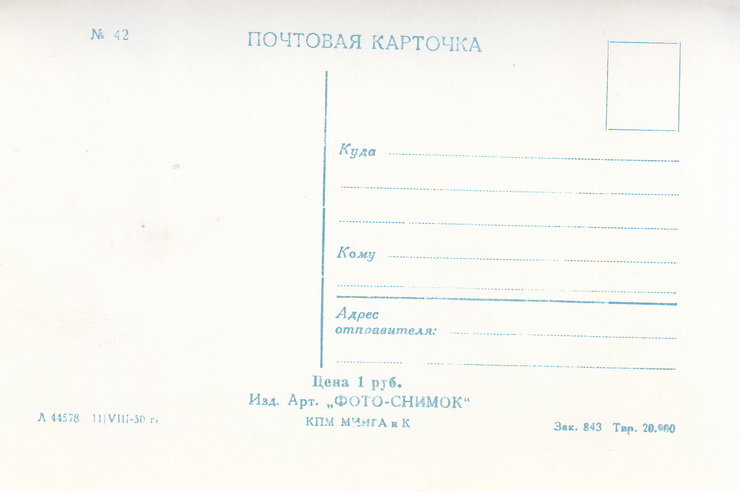 № 42
ПОЧТОВАЯ КАРТОЧКА
Куда
Кому
Адрес
отправителя:
Цена 1 руб.
Изд. Арт. „ФОТО-СНИМОК“
КПМ МИНГА и К
Л 44578 11|VIII-50 г.
Зак. 843 Тир. 20.000